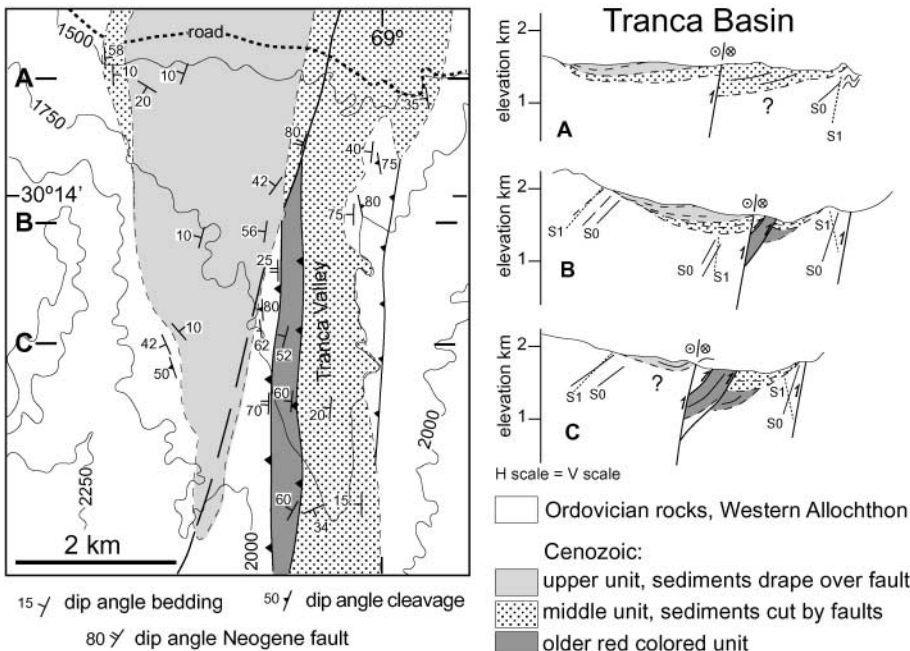 Tranca Basin
1500
road
69º
58
10
10
20
35
A
1750
80
40
75
30º14'
42
80
75
B
56
10
25
80
Tranca Valley
10
62
C
42
52
50
60
70
20
2000
2250
15
60
34
2000
2 km
15 dip angle bedding
50 dip angle cleavage
80 dip angle Neogene fault
elevation km
2
1
A
?
S0
S1
elevation km
2
1
B
S1
S0
S0
S1
S1
S0
elevation km
2
1
C
S1
S0
?
S1
S0
H scale = V scale
Ordovician rocks, Western Allochthon
Cenozoic:
upper unit, sediments drape over fault
middle unit, sediments cut by faults
older red colored unit